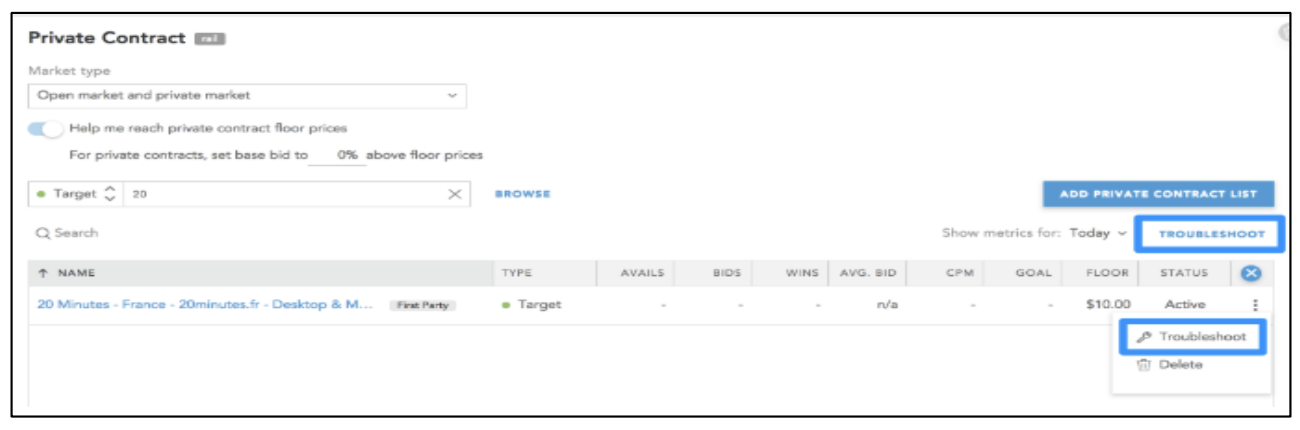 Private Contract rail
Market type
Open market and private market
Help me reach private contract floor prices
For private contracts, set base bid to 0% above floor prices
Target 20 BROWSE ADD PRIVATE CONTRACT LIST
Search Show metrics for: Today TROUBLESHOOT
↑ NAME TYPE AVAILS BIDS WINS AVG. BID CPM GOAL FLOOR STATUS
20 Minutes - France - 20minutes.fr - Desktop & M... First Party Target - - - n/a - - $10.00 Active
Troubleshoot
Delete